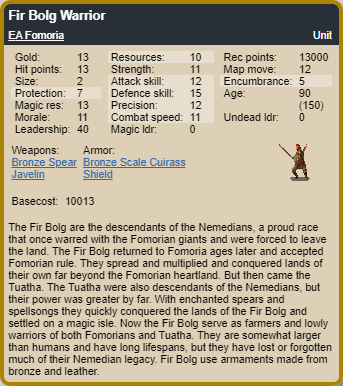 Fir Bolg Warrior
EA Fomoria Unit
Gold: 13 Resources: 10 Rec points: 13000
Hit points: 13 Strength: 11 Map move: 12
Size: 2 Attack skill: 12 Encumbrance: 5
Protection: 7 Defence skill: 15 Age: 90
Magic res: 13 Precision: 12 (150)
Morale: 11 Combat speed: 11 Undead ldr: 0
Leadership: 40 Magic ldr: 0
Weapons: Armor:
Bronze Spear Bronze Scale Cuirass
Javelin Shield
Basecost: 10013
The Fir Bolg are the descendants of the Nemedians, a proud race
that once warred with the Fomorian giants and were forced to leave
the land. The Fir Bolg returned to Fomoria ages later and accepted
Fomorian rule. They spread and multiplied and conquered lands of
their own far beyond the Fomorian heartland. But then came the
Tuatha. The Tuatha were also descendants of the Nemedians, but
their power was greater by far. With enchanted spears and
spellsongs they quickly conquered the lands of the Fir Bolg and
settled on a magic isle. Now the Fir Bolg serve as farmers and lowly
warriors of both Fomorians and Tuatha. They are somewhat larger
than humans and have long lifespans, but they have lost or forgotten
much of their Nemedian legacy. Fir Bolg use armaments made from
bronze and leather.